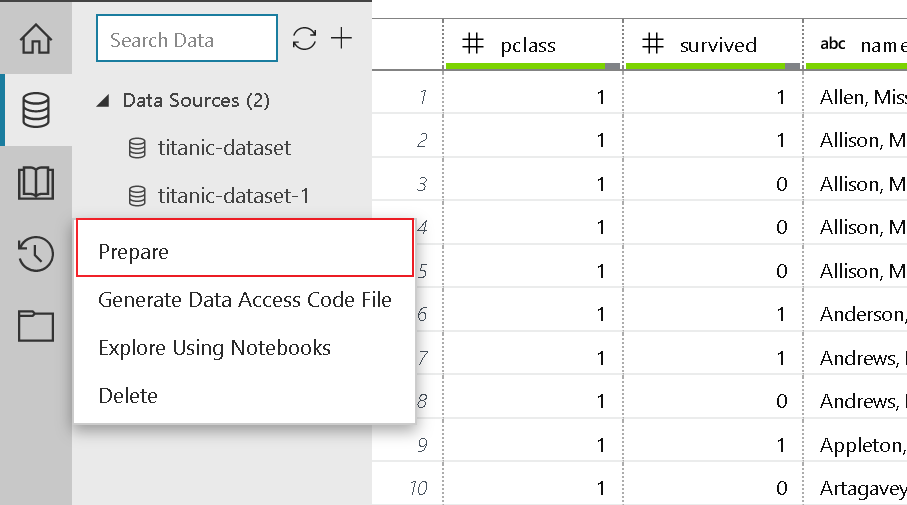 Search Data
Data Sources (2)
titanic-dataset
titanic-dataset-1
Prepare
Generate Data Access Code File
Explore Using Notebooks
Delete
pclass survived abc name
1 1 1 Allen, Miss
2 1 1 Allison, M
3 1 0 Allison, M
4 1 0 Allison, M
5 1 0 Allison, M
6 1 1 Anderson,
7 1 1 Andrews,
8 1 0 Andrews,
9 1 1 Appleton,
10 1 0 Artagavey